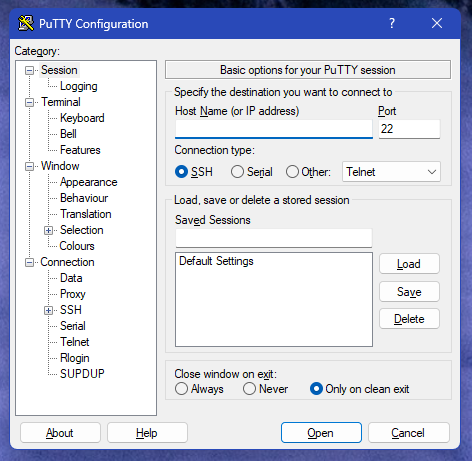 PuTTY Configuration
Category:
Session
Logging
Terminal
Keyboard
Bell
Features
Window
Appearance
Behaviour
Translation
Selection
Colours
Connection
Data
Proxy
SSH
Serial
Telnet
Rlogin
SUPDUP
Basic options for your PuTTY session
Specify the destination you want to connect to
Host Name (or IP address) Port
22
Connection type:
SSH Serial Other: Telnet
Load, save or delete a stored session
Saved Sessions
Default Settings
Load
Save
Delete
Close window on exit:
Always Never Only on clean exit
About Help Open Cancel